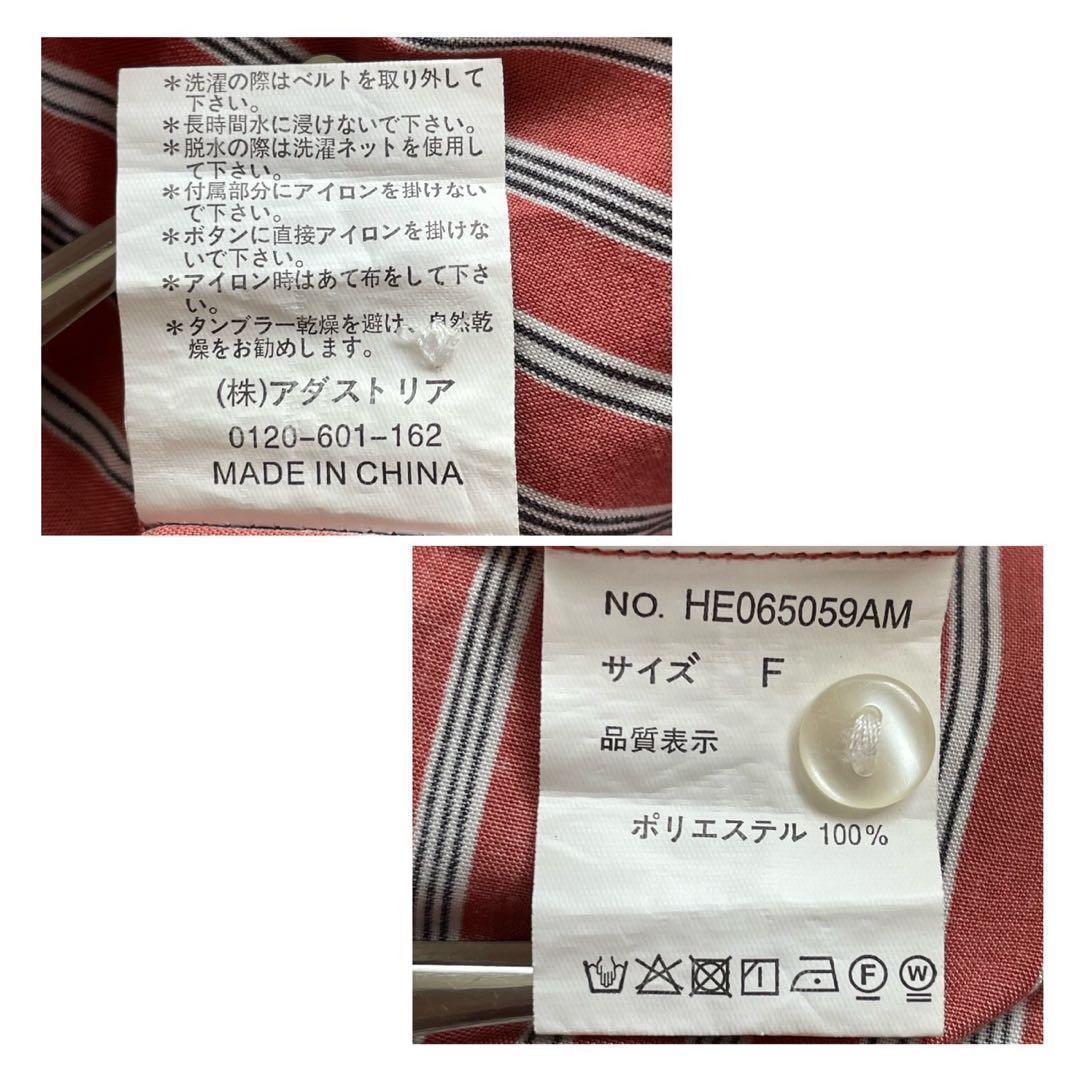 ＊洗濯の際はベルトを取り外して
下さい。
＊長時間水に浸けないで下さい。
＊脱水の際は洗濯ネットを使用し
て下さい。
＊付属部分にアイロンを掛けない
で下さい。
＊ボタンに直接アイロンを掛けな
いで下さい。
＊アイロン時はあて布をして下さ
い。
＊タンブラー乾燥を避け、自然乾
燥をお勧めします。
(株)アダストリア
0120-601-162
MADE IN CHINA
NO. HE065059AM
サイズ F
品質表示
ポリエステル 100%
F W